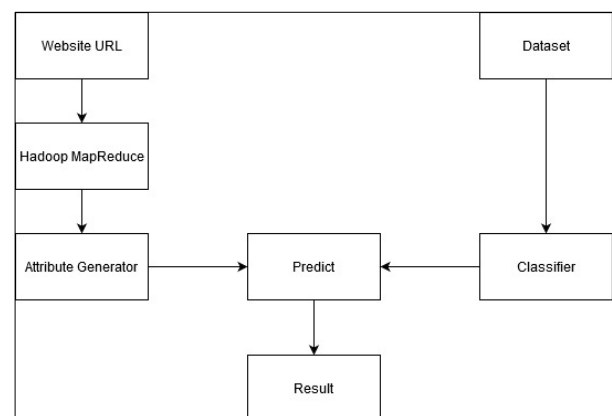 Website URL
Dataset
Hadoop MapReduce
Attribute Generator
Predict
Classifier
Result